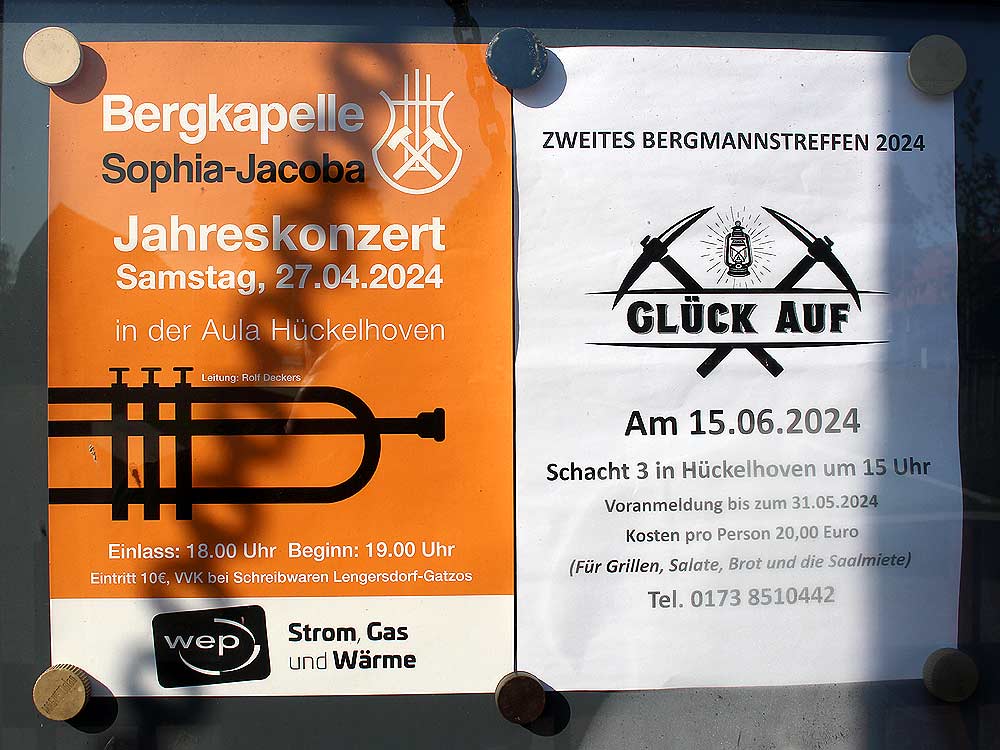 Bergkapelle
Sophia-Jacoba
Jahreskonzert
Samstag, 27.04.2024
in der Aula Hückelhoven
Leitung: Rolf Deckers
Einlass: 18.00 Uhr Beginn: 19.00 Uhr
Eintritt 10€, VVK bei Schreibwaren Lengersdorf-Gatzos
wep
Strom, Gas
und Wärme
ZWEITES BERGMANNSTREFFEN 2024
GLÜCK AUF
Am 15.06.2024
Schacht 3 in Hückelhoven um 15 Uhr
Voranmeldung bis zum 31.05.2024
Kosten pro Person 20,00 Euro
(Für Grillen, Salate, Brot und die Saalmiete)
Tel. 0173 8510442